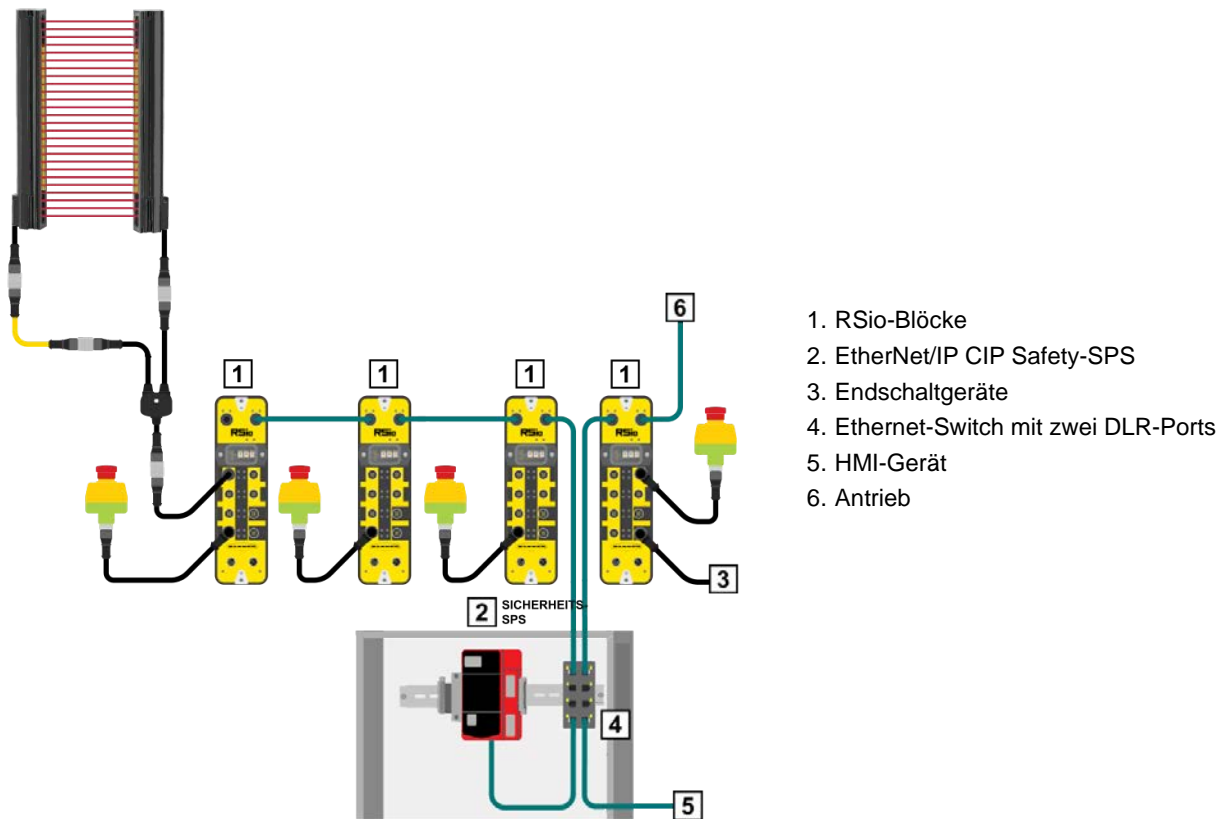 6
1
1
1
1
RSio
RSio
RSio
RSio
3
2 SICHERHEITS-
SPS
4
5
1. RSio-Blöcke
2. EtherNet/IP CIP Safety-SPS
3. Endschaltgeräte
4. Ethernet-Switch mit zwei DLR-Ports
5. HMI-Gerät
6. Antrieb